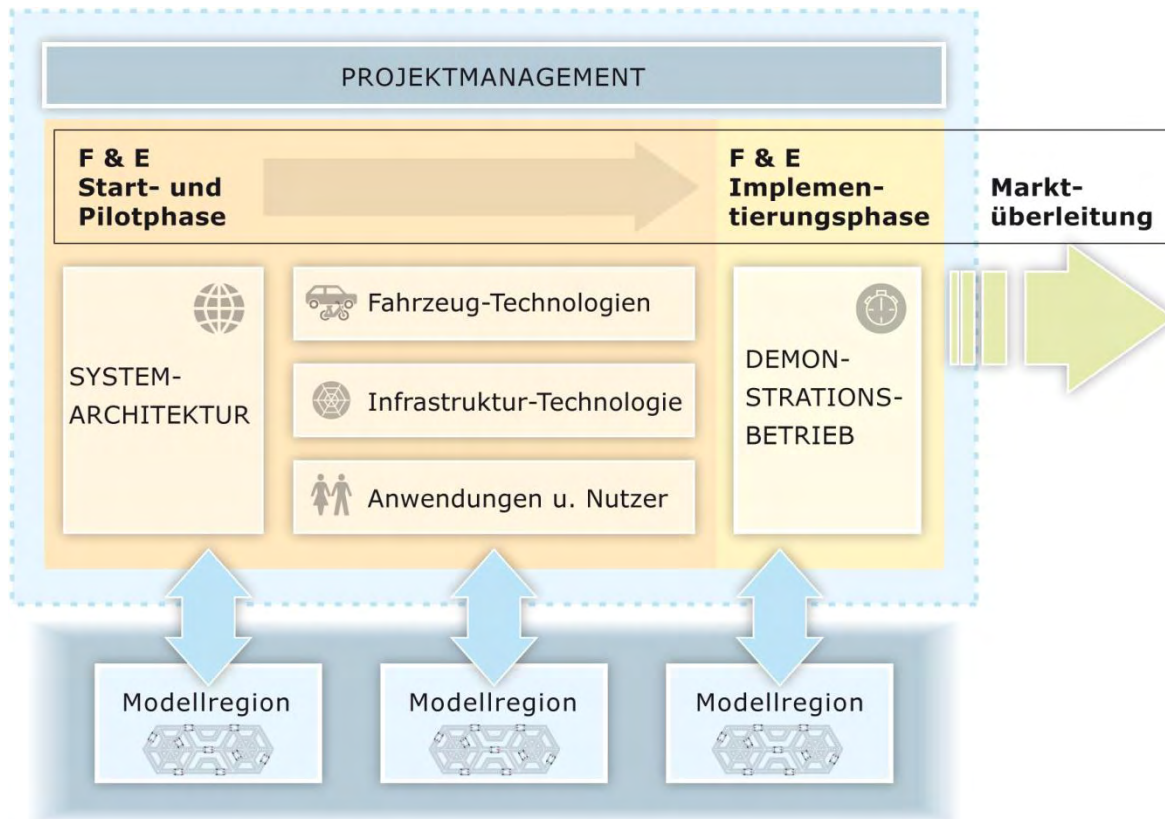 PROJEKTMANAGEMENT
F & E
Start- und
Pilotphase
F & E
Implemen-
tierungsphase
Markt-
überleitung
SYSTEM-
ARCHITEKTUR
Fahrzeug-Technologien
Infrastruktur-Technologie
Anwendungen u. Nutzer
DEMON-
STRATIONS-
BETRIEB
Modellregion
Modellregion
Modellregion